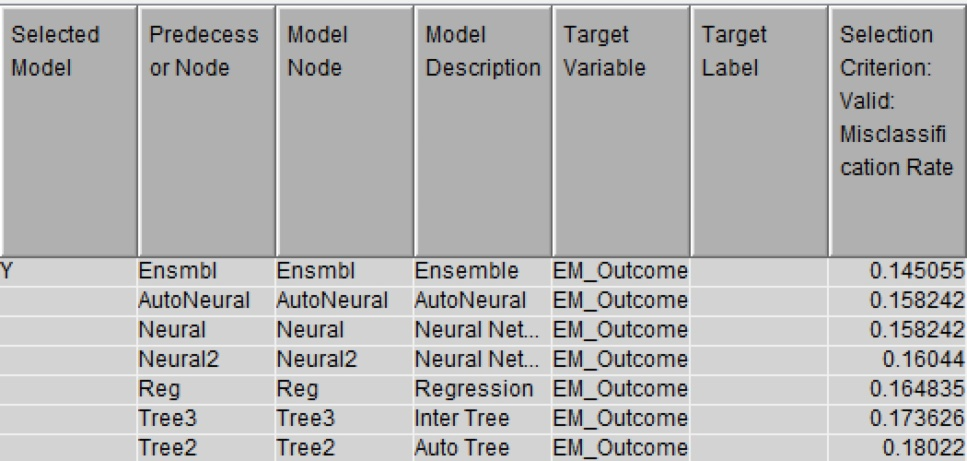 Selected Model Predecess or Node Model Node Model Description Target Variable Target Label Selection Criterion: Valid: Misclassifi cation Rate
Y Ensmbl Ensmbl Ensemble EM_Outcome 0.145055
AutoNeural AutoNeural AutoNeural EM_Outcome 0.158242
Neural Neural Neural Net... EM_Outcome 0.158242
Neural2 Neural2 Neural Net... EM_Outcome 0.16044
Reg Reg Regression EM_Outcome 0.164835
Tree3 Tree3 Inter Tree EM_Outcome 0.173626
Tree2 Tree2 Auto Tree EM_Outcome 0.18022